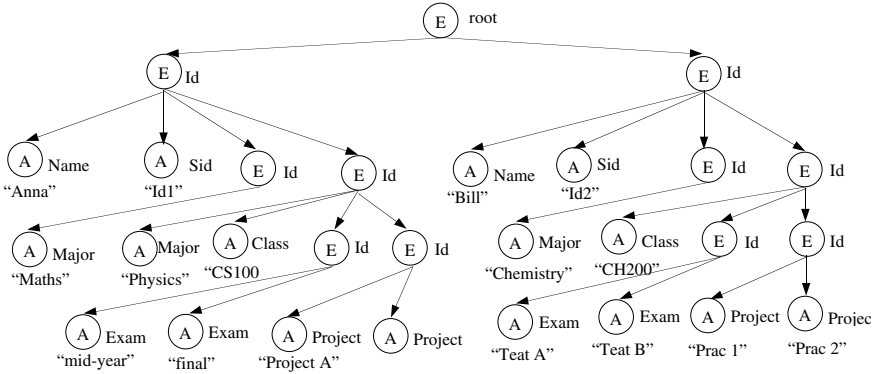 E root
E Id E Id
A Name A Sid E Id E Id A Name A Sid E Id E Id
“Anna” “Id1” “Bill” “Id2”
A Major A Major A Class E Id E Id A Major A Class E Id E Id
“Maths” “Physics” “CS100 “Chemistry” “CH200”
A Exam A Exam A Project A Project A Exam A Exam A Project A Projec
“mid-year” “final” “Project A” “Teat A” “Teat B” “Prac 1” “Prac 2”